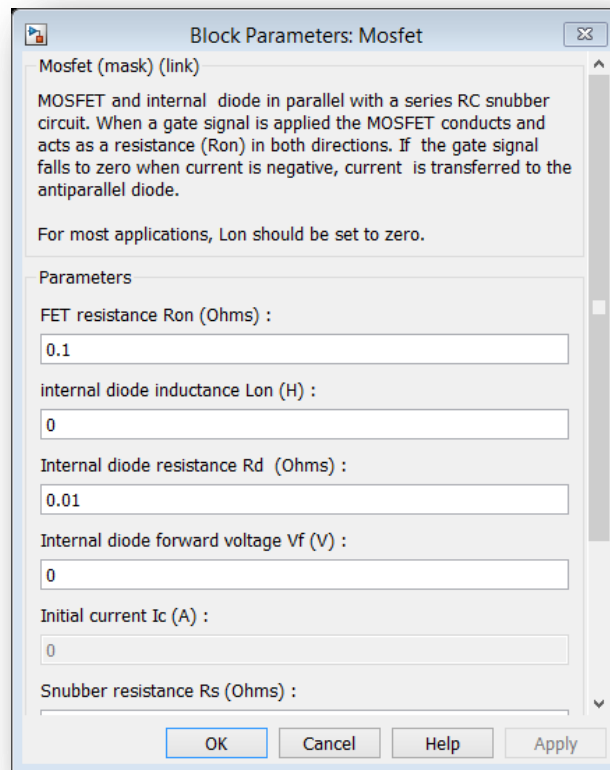 Block Parameters: Mosfet
Mosfet (mask) (link)
MOSFET and internal  diode in parallel with a series RC snubber
circuit. When a gate signal is applied the MOSFET conducts and
acts as a resistance (Ron) in both directions. If  the gate signal
falls to zero when current is negative, current  is transferred to the
antiparallel diode.
For most applications, Lon should be set to zero.
Parameters
FET resistance Ron (Ohms) :
0.1
internal diode inductance Lon (H) :
0
Internal diode resistance Rd  (Ohms) :
0.01
Internal diode forward voltage Vf (V) :
0
Initial current Ic (A) :
0
Snubber resistance Rs (Ohms) :
OK Cancel Help Apply